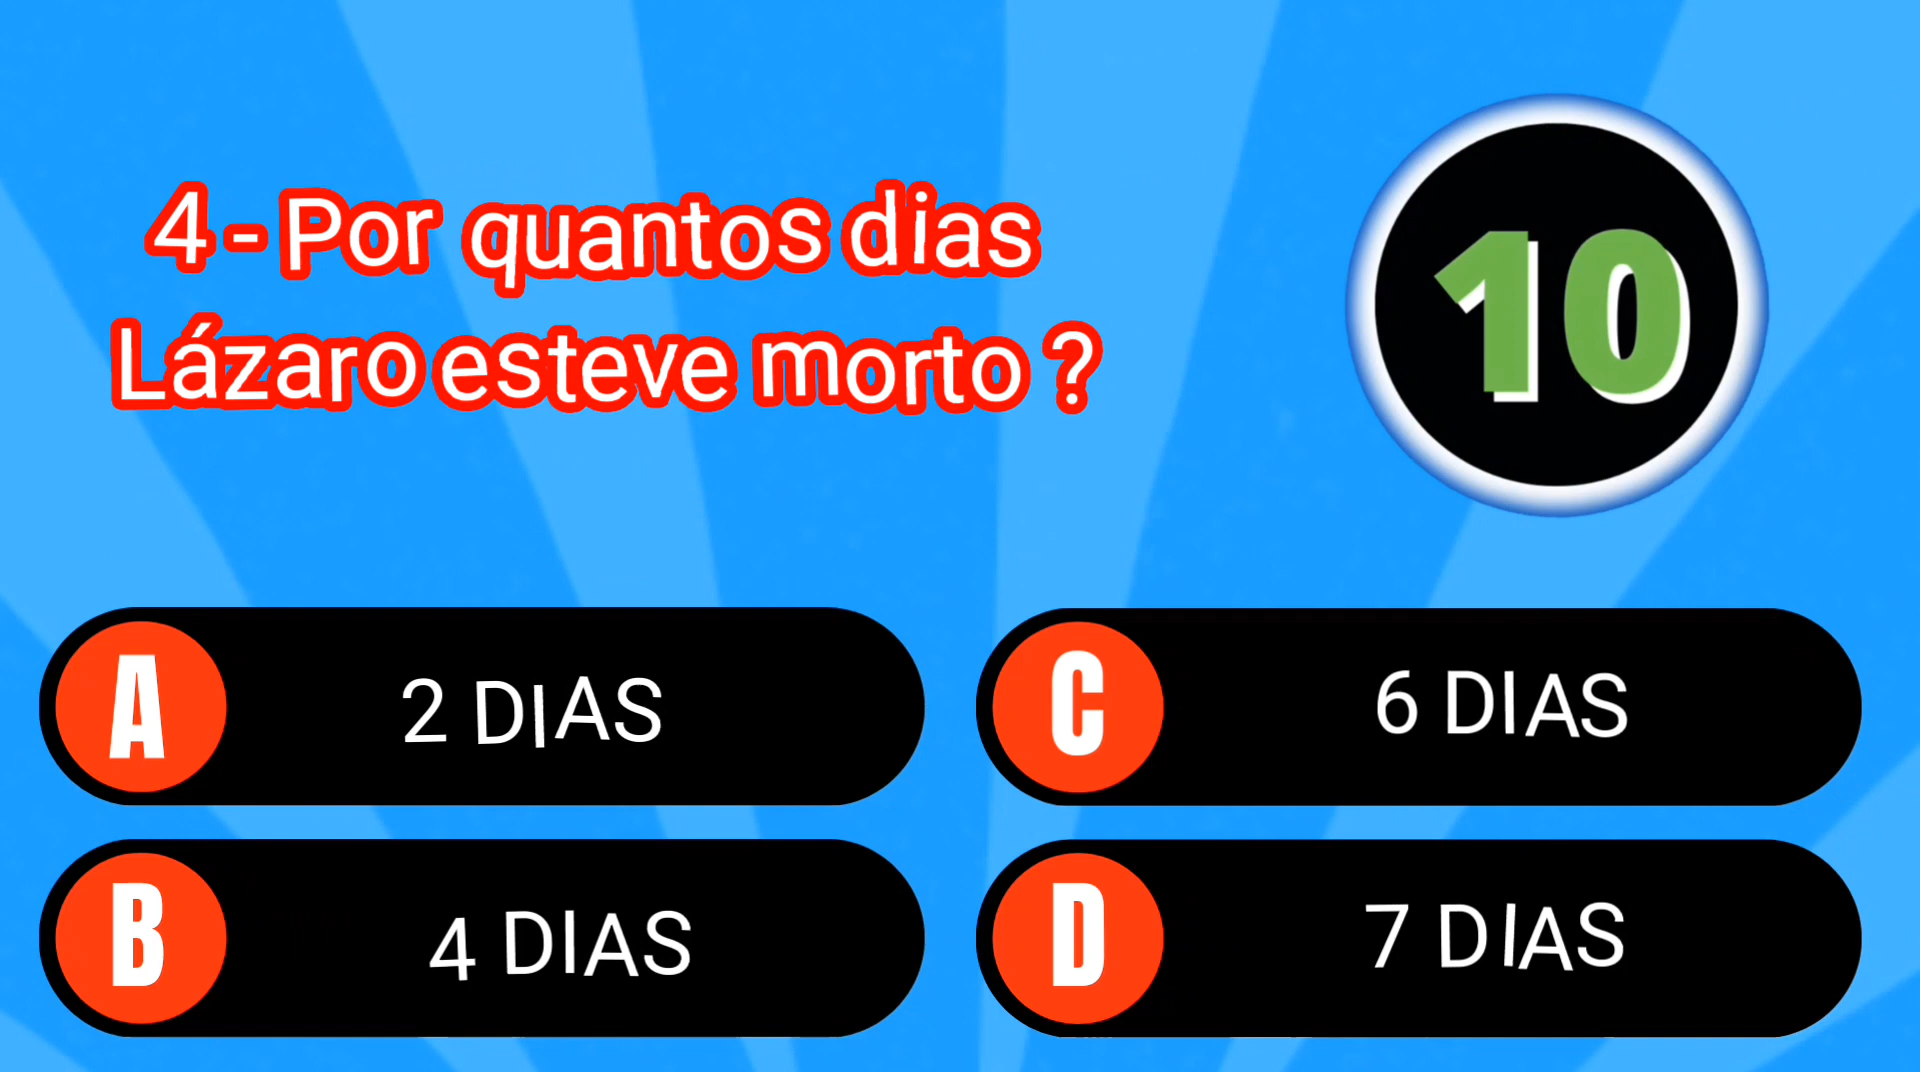 4 - Por quantos dias
Lázaro esteve morto ?
10
A 2 DIAS
C 6 DIAS
B 4 DIAS
D 7 DIAS